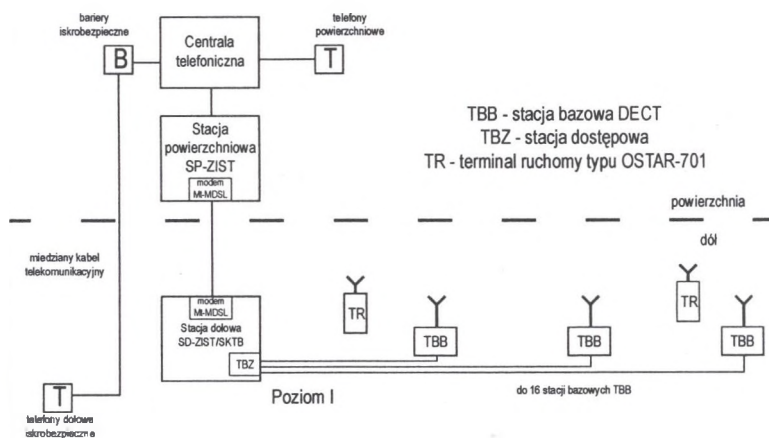 bariery
iskrobezpieczne
B
Centrala
telefoniczna
T
telefony
powierzchniowe
Stacja
powierzchniowa
SP-ZIST
modem
Mt-MDSL
TBB - stacja bazowa DECT
TBZ - stacja dostępowa
TR - terminal ruchomy typu OSTAR-701
powierzchnia
dół
miedziany kabel
telekomunikacyjny
modem
Mt-MDSL
Stacja dołowa
SD-ZIST/SKTB
TBZ
TR
TBB
TBB
TR
TBB
Poziom I
do 16 stacji bazowych TBB
T
telefony dołowe
iskrobezpieczne